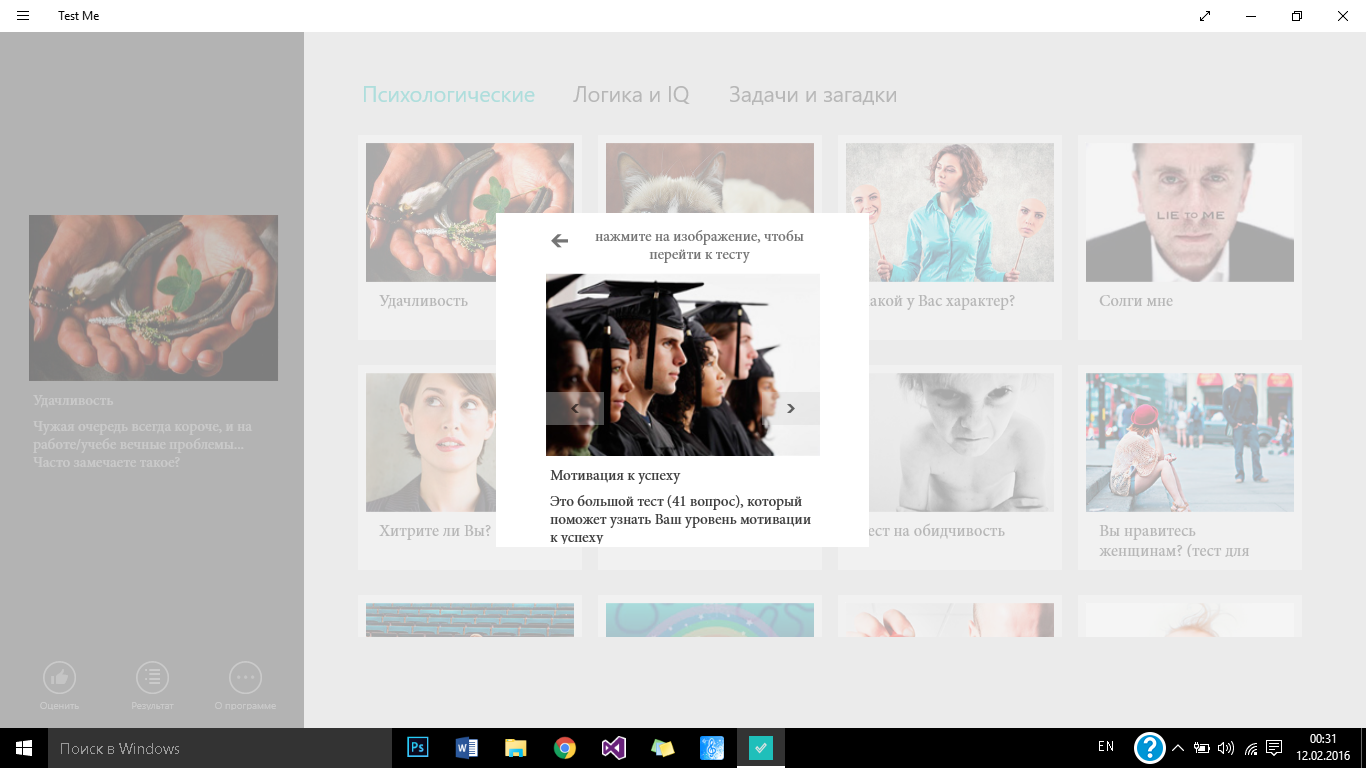 Test Me
Психологические
Логика и IQ
Задачи и загадки
LIE TO ME
Удачливость
акой у Вас характер?
Солги мне
нажмите на изображение, чтобы
перейти к тесту
Мотивация к успеху
Это большой тест (41 вопрос), который
поможет узнать Ваш уровень мотивации
к успеху
Удачливость
Чужая очередь всегда короче, и на
работе/учебе вечные проблемы...
Часто замечаете такое?
Хитрите ли Вы?
ест на обидчивость
Вы нравитесь
женщинам? (тест для
Оценить
Результат
О программе
Поиск в Windows
Ps
EN
00:31
12.02.2016